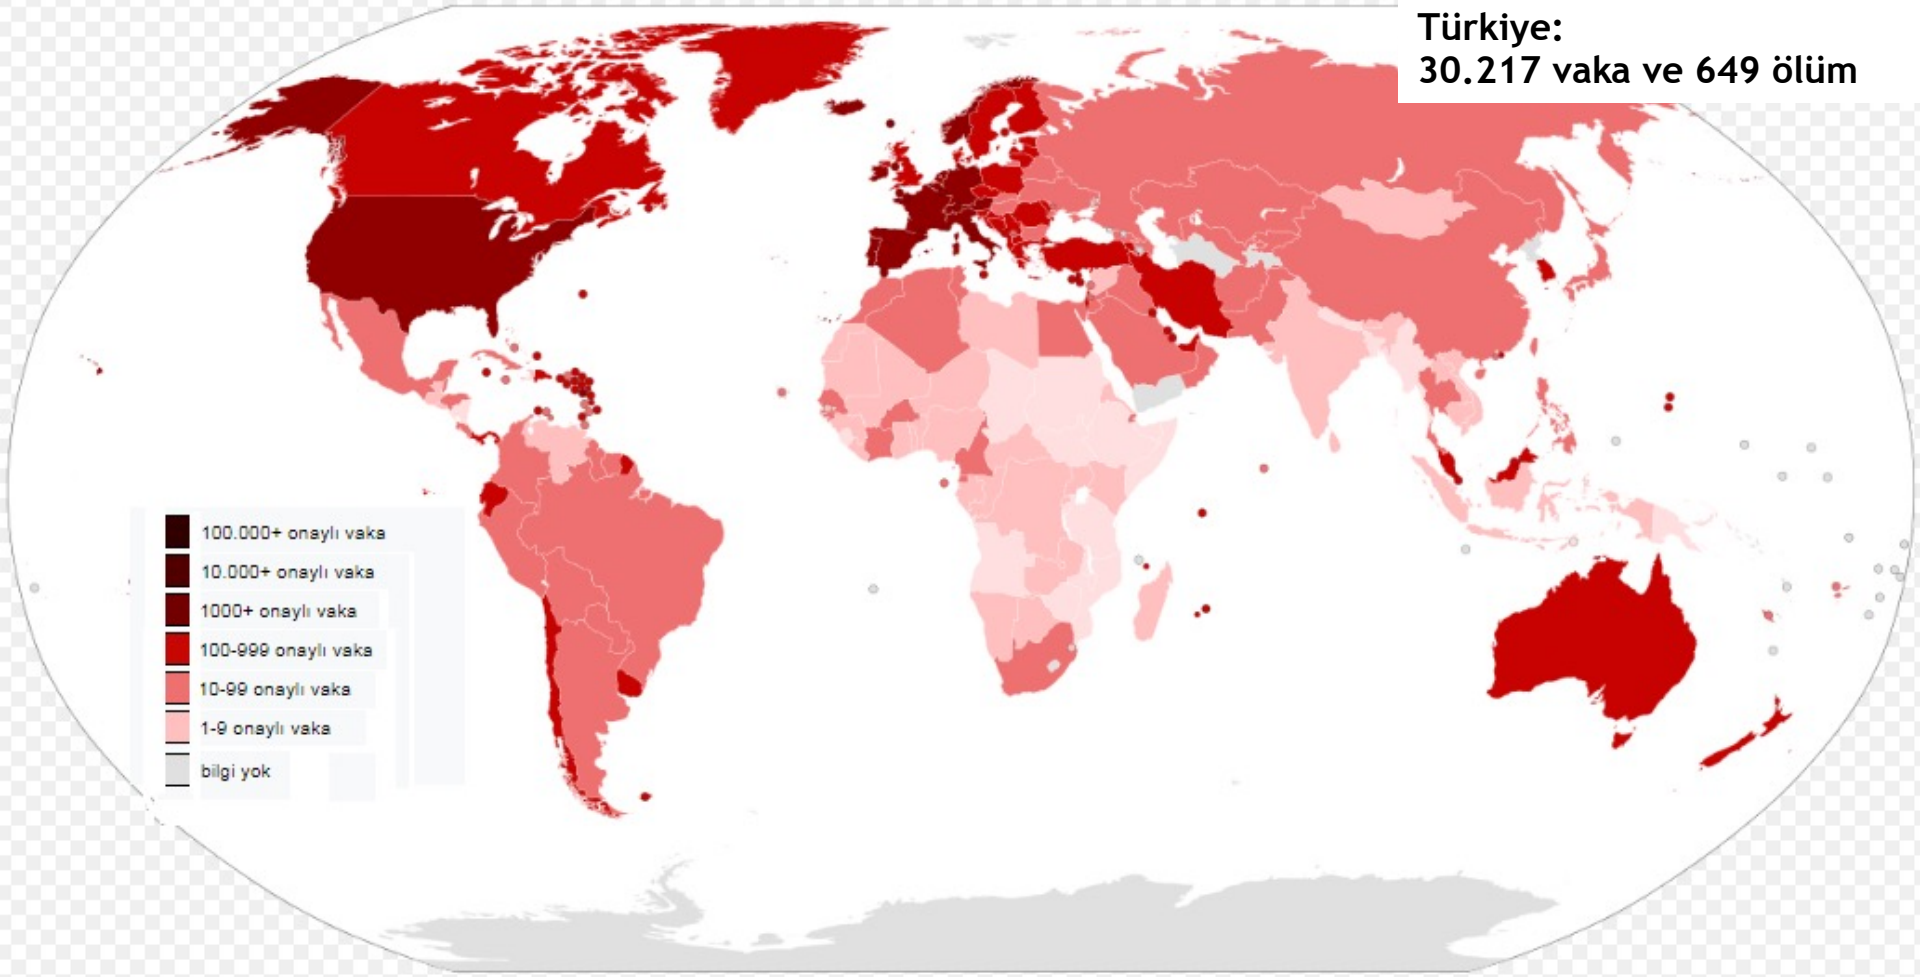 Türkiye:
30.217 vaka ve 649 ölüm
100.000+ onaylı vaka
10.000+ onaylı vaka
1000+ onaylı vaka
100-999 onaylı vaka
10-99 onaylı vaka
1-9 onaylı vaka
bilgi yok